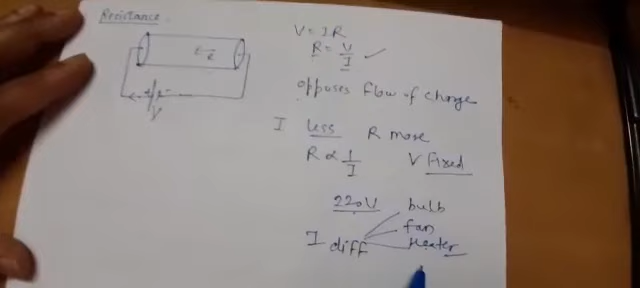 Resistance
V = IR
R = V/I
e- e
V
opposes flow of charge
I less R more
R ∝ 1/I V Fixed
220V
bulb
fan
Heater
I diff